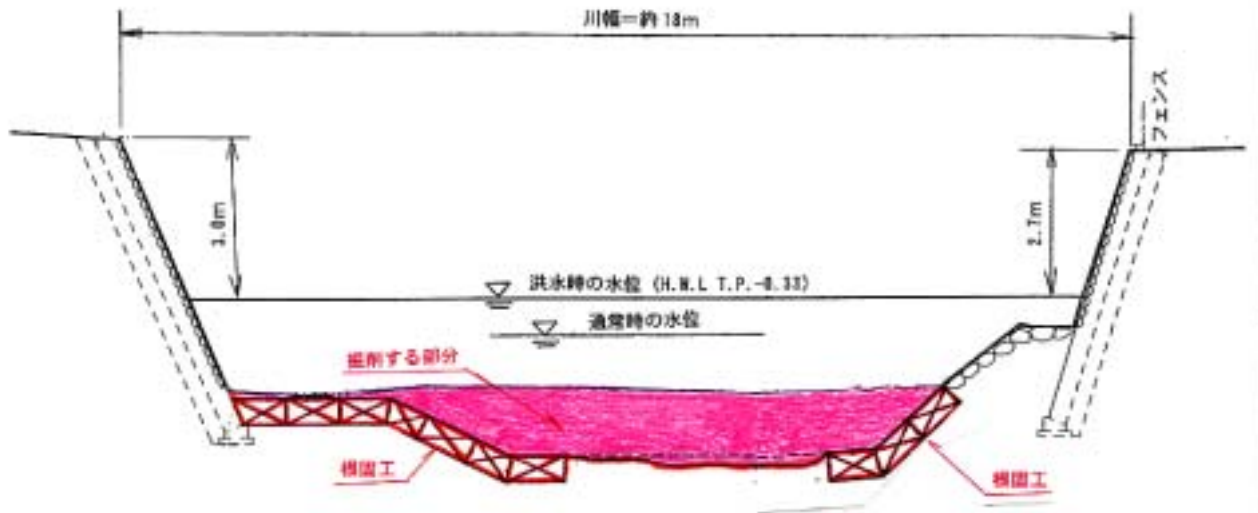 川幅=約18m
フェンス
3.0m
2.7m
洪水時の水位 (H.W.L T.P.-0.33)
通常時の水位
掘削する部分
根固工
根固工